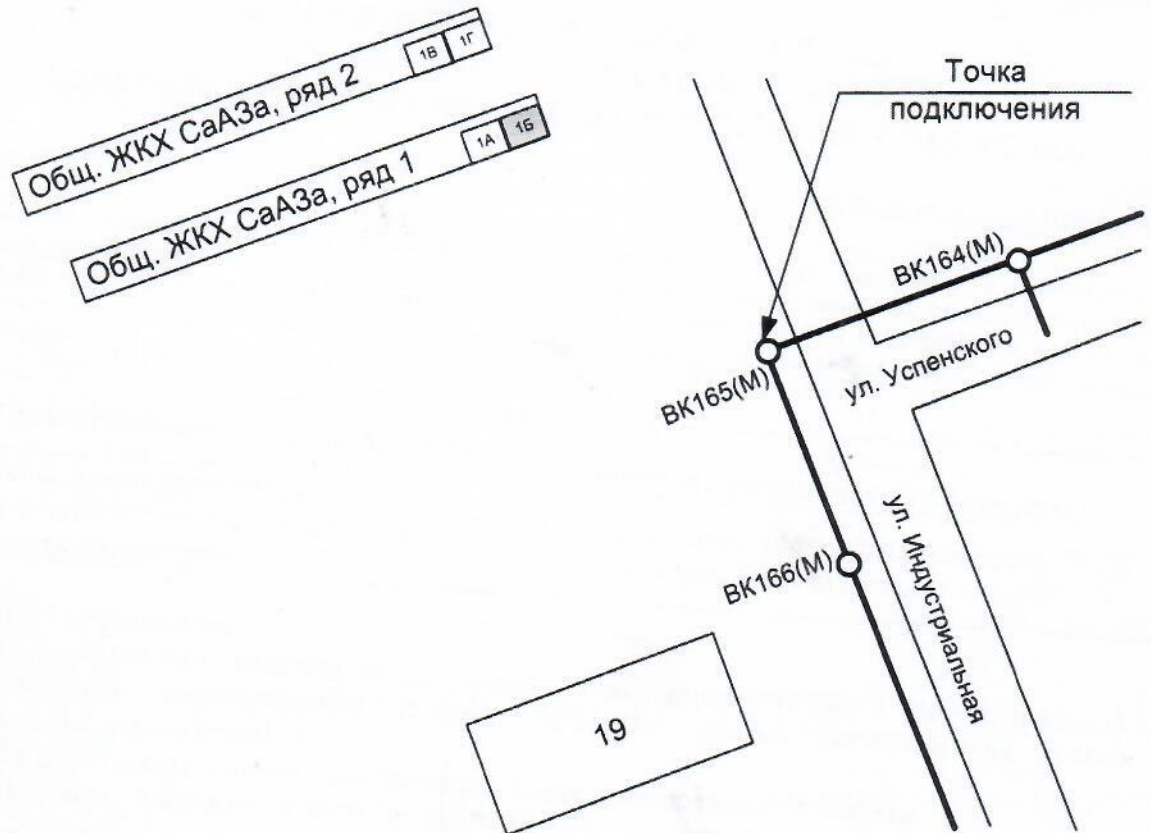 Общ. ЖКХ СаАЗа, ряд 2
1В
1Г
Общ. ЖКХ СаАЗа, ряд 1
1А
1Б
Точка
подключения
ВК164(М)
ВК165(М)
ул. Успенского
ВК166(М)
ул. Индустриальная
19